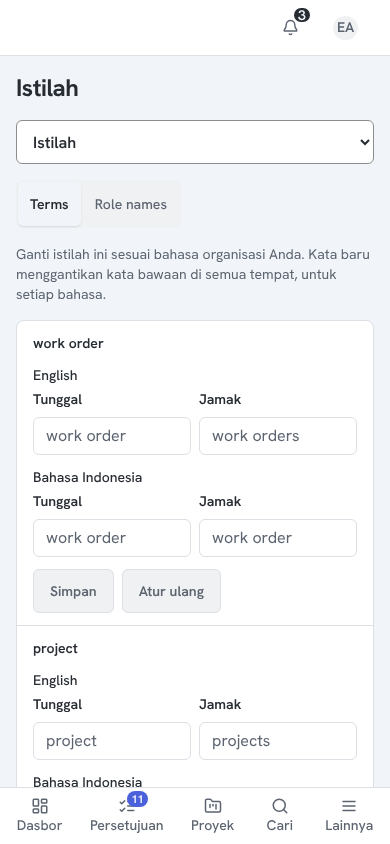 3
EA
Istilah
Istilah
Terms Role names
Ganti istilah ini sesuai bahasa organisasi Anda. Kata baru
menggantikan kata bawaan di semua tempat, untuk
setiap bahasa.
work order
English
Tunggal Jamak
work order work orders
Bahasa Indonesia
Tunggal Jamak
work order work order
Simpan Atur ulang
project
English
Tunggal Jamak
project projects
Bahasa Indonesia
11
Dasbor Persetujuan Proyek Cari Lainnya